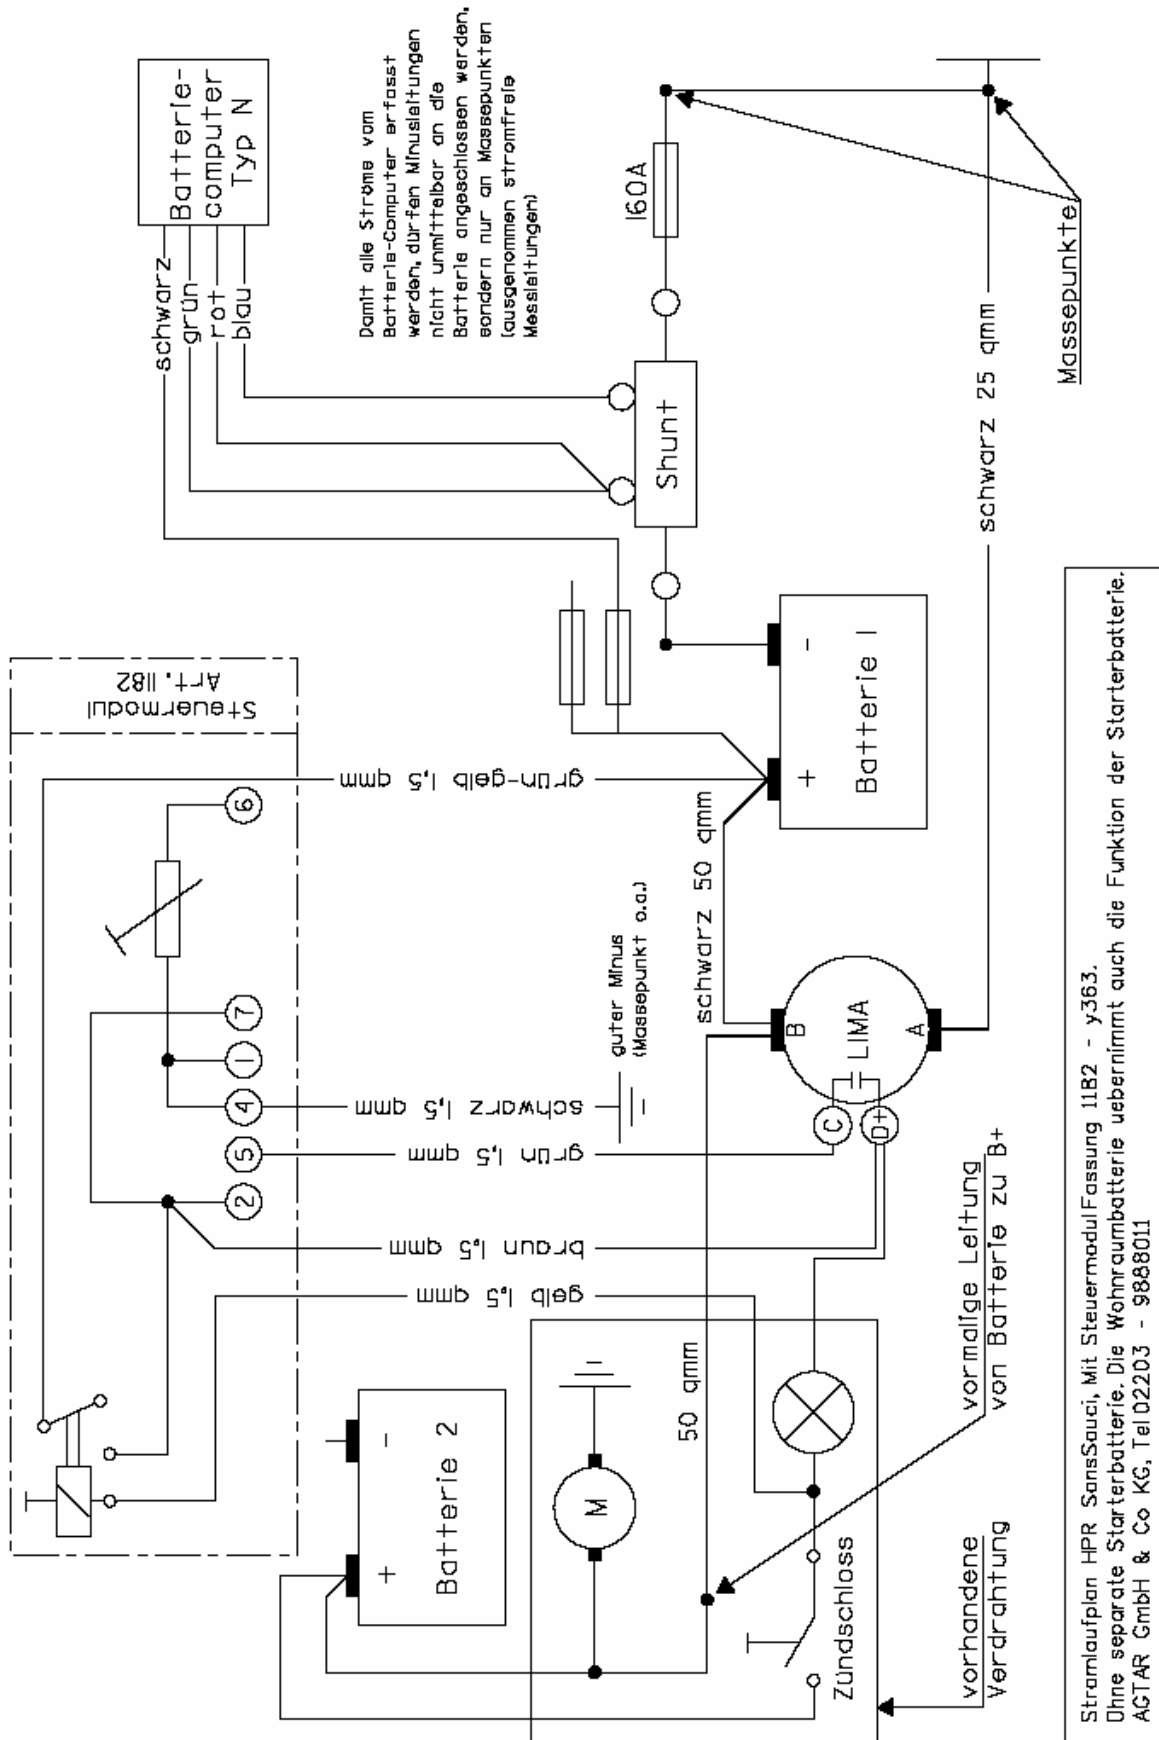 Batterie-
computer
Typ N
schwarz
grün
rot
blau
Damit alle Ströme vom
Batterie-Computer erfasst
werden, dürfen Minusleitungen
nicht unmittelbar an die
Batterie angeschlossen werden,
sondern nur an Massepunkten
(ausgenommen stromfreie
Messleitungen)
160A
Shunt
Massepunkte
schwarz 25 qmm
Steuermodul
Art. 1182
grün-gelb 1,5 qmm
6
7
1
4
5
2
schwarz 1,5 qmm
grün 1,5 qmm
braun 1,5 qmm
gelb 1,5 qmm
guter Minus
(Massepunkt o.a.)
schwarz 50 qmm
+
-
Batterie 1
B
LIMA
A
C
D+
+
-
Batterie 2
M
50 qmm
Zündschloss
vormalige Leitung
von Batterie zu B+
vorhandene
Verdrahtung
Stromlaufplan HPR SansSouci, Mit Steuermodul Fassung 11B2 - y363.
Ohne separate Starterbatterie. Die Wohnraumbatterie uebernimmt auch die Funktion der Starterbatterie.
ACTAR GmbH & Co KG, Tel 02203 - 9888011